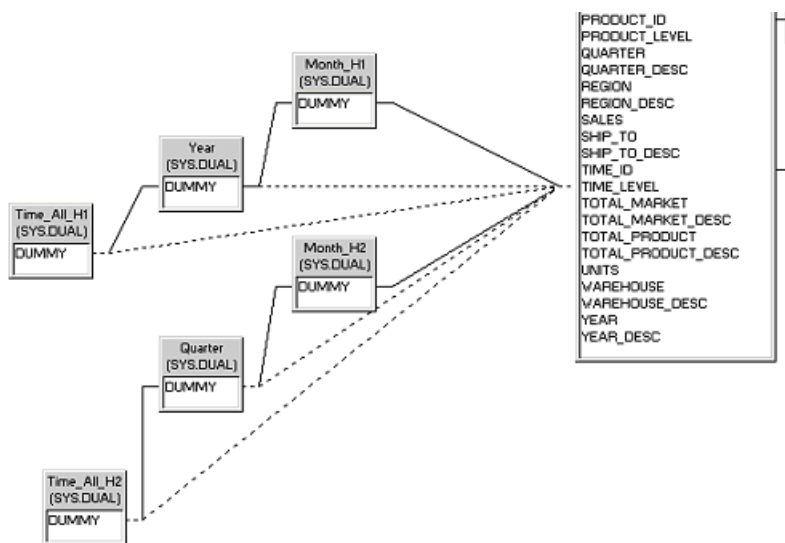 Month_H1
(SYS.DUAL)
DUMMY
Year
(SYS.DUAL)
DUMMY
Time_All_H1
(SYS.DUAL)
DUMMY
Month_H2
(SYS.DUAL)
DUMMY
Quarter
(SYS.DUAL)
DUMMY
Time_All_H2
(SYS.DUAL)
DUMMY
PRODUCT_ID
PRODUCT_LEVEL
QUARTER
QUARTER_DESC
REGION
REGION_DESC
SALES
SHIP_TO
SHIP_TO_DESC
TIME_ID
TIME_LEVEL
TOTAL_MARKET
TOTAL_MARKET_DESC
TOTAL_PRODUCT
TOTAL_PRODUCT_DESC
UNITS
WAREHOUSE
WAREHOUSE_DESC
YEAR
YEAR_DESC